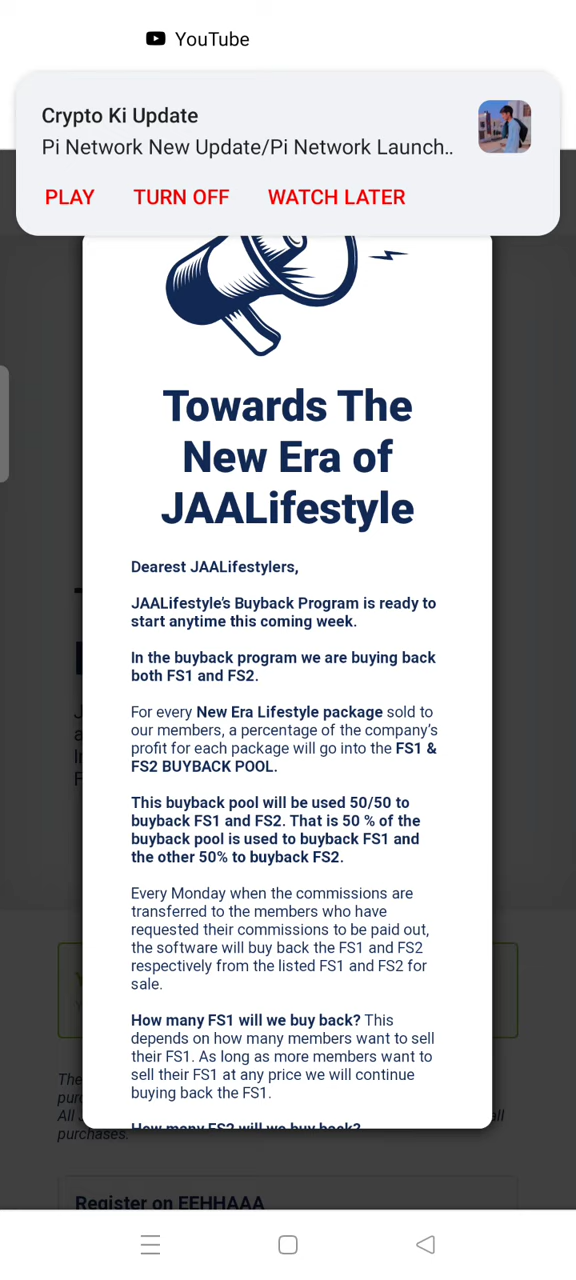 YouTube
Crypto Ki Update
Pi Network New Update/Pi Network Launch..
PLAY TURN OFF WATCH LATER
Towards The
New Era of
JAALifestyle
Dearest JAALifestylers,
JAALifestyle's Buyback Program is ready to
start anytime this coming week.
In the buyback program we are buying back
both FS1 and FS2.
For every New Era Lifestyle package sold to
our members, a percentage of the company's
profit for each package will go into the FS1 &
FS2 BUYBACK POOL.
This buyback pool will be used 50/50 to
buyback FS1 and FS2. That is 50 % of the
buyback pool is used to buyback FS1 and
the other 50% to buyback FS2.
Every Monday when the commissions are
transferred to the members who have
requested their commissions to be paid out,
the software will buy back the FS1 and FS2
respectively from the listed FS1 and FS2 for
sale.
How many FS1 will we buy back? This
depends on how many members want to sell
their FS1. As long as more members want to
sell their FS1 at any price we will continue
buying back the FS1.
How many FS2 will we buy back?
The
All
purchases.
Register on EEHHAAA